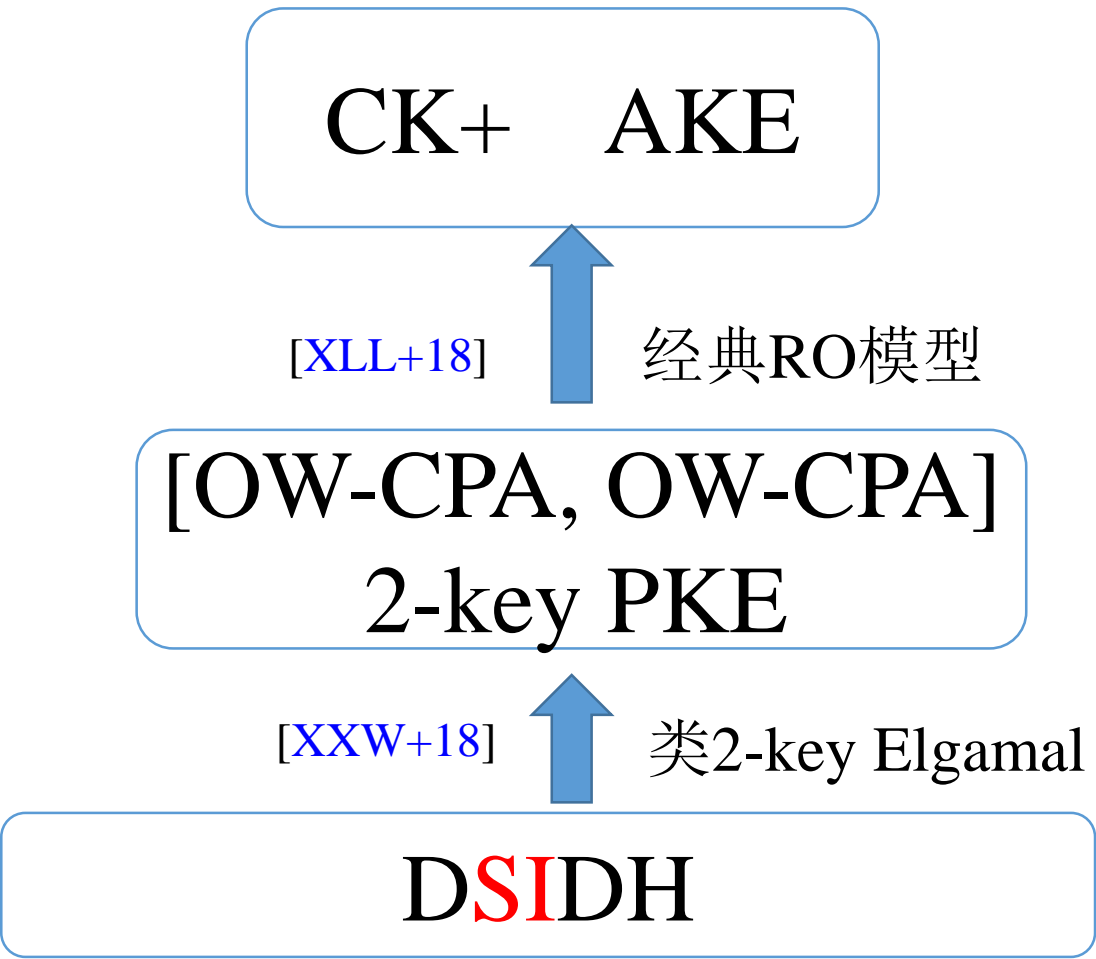 CK+ AKE
[XLL+18] 经典RO模型
[OW-CPA, OW-CPA]
2-key PKE
[XXW+18] 类2-key Elgamal
DSIDH